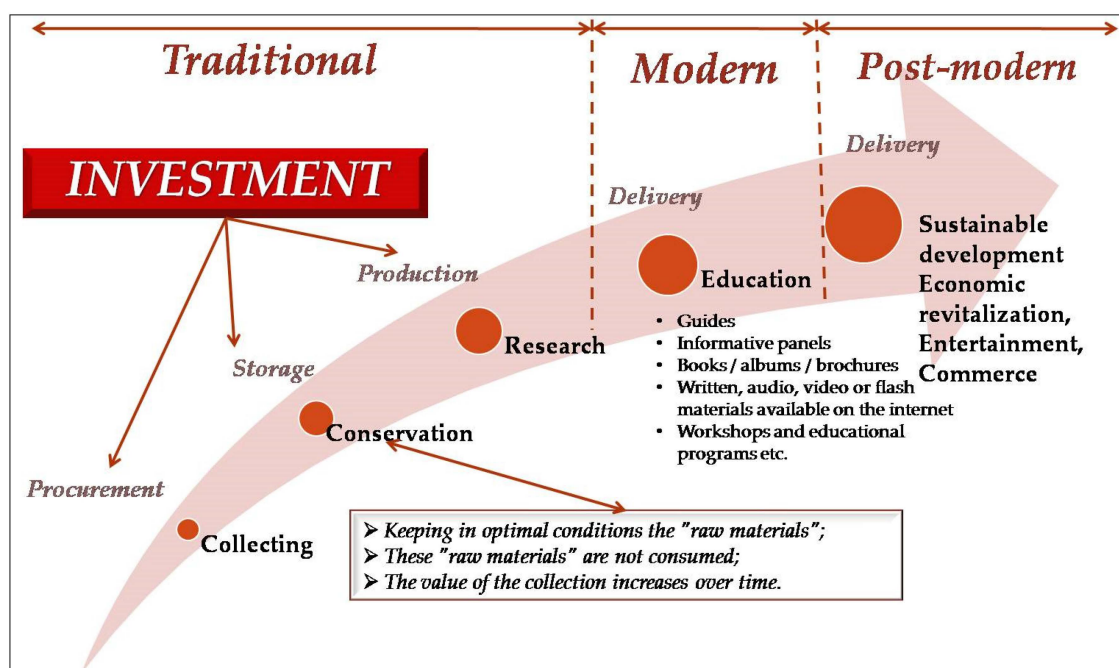 Traditional
Modern
Post-modern
INVESTMENT
Delivery
Delivery
Production
Storage
Procurement
Sustainable
development
Economic
revitalization,
Entertainment,
Commerce
Education
• Guides
• Informative panels
• Books / albums / brochures
• Written, audio, video or flash
materials available on the internet
• Workshops and educational
programs etc.
Research
Conservation
Collecting
➢ Keeping in optimal conditions the "raw materials";
➢ These "raw materials" are not consumed;
➢ The value of the collection increases over time.